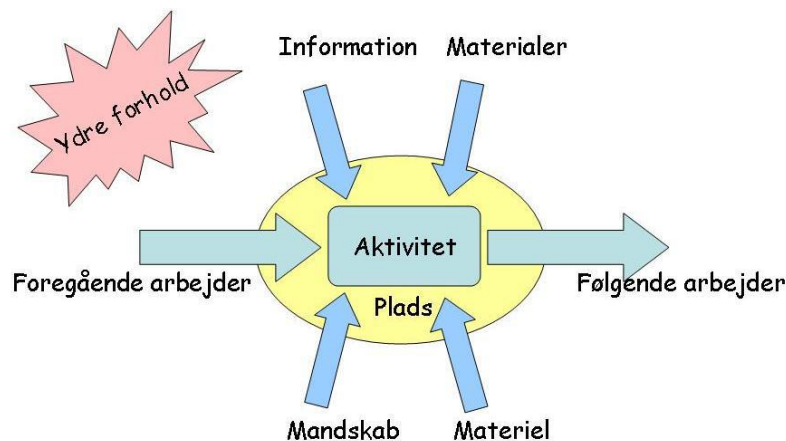 Information
Materialer
Ydre forhold
Aktivitet
Foregående arbejder
Følgende arbejder
Plads
Mandskab
Materiel